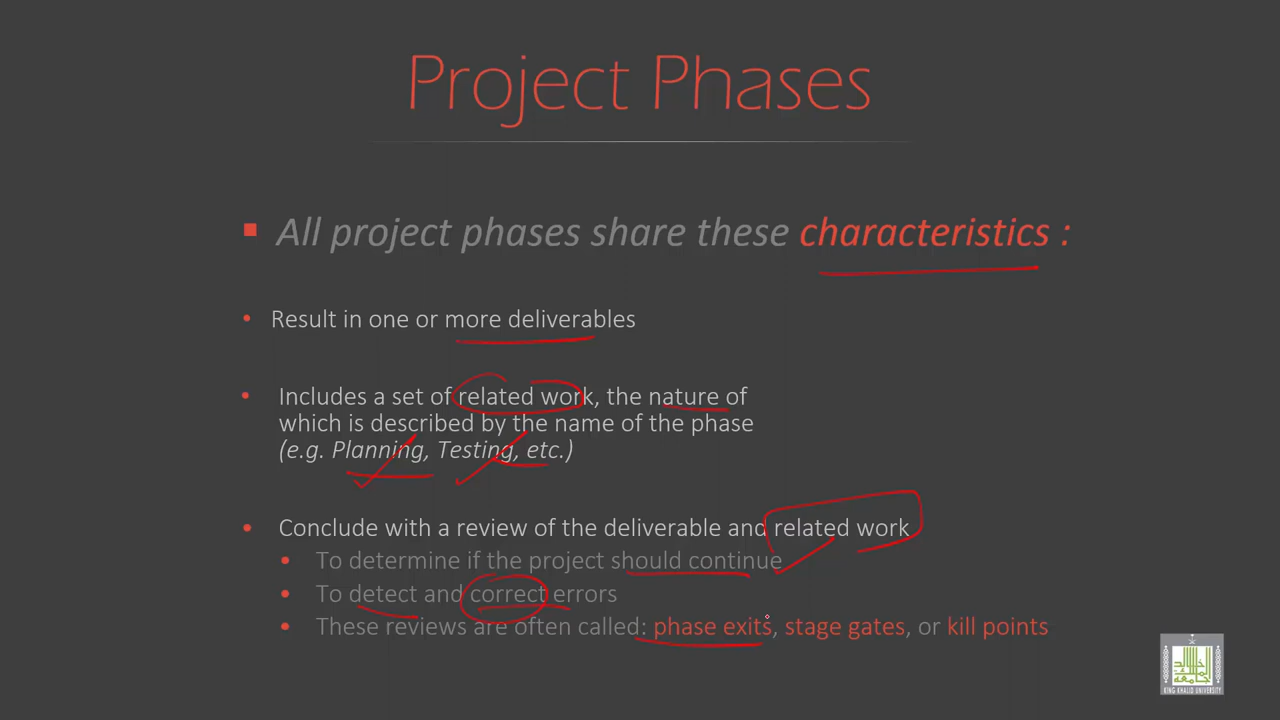 Project Phases
All project phases share these characteristics :
Result in one or more deliverables
Includes a set of related work, the nature of
which is described by the name of the phase
(e.g. Planning, Testing, etc.)
Conclude with a review of the deliverable and related work
To determine if the project should continue
To detect and correct errors
These reviews are often called: phase exits, stage gates, or kill points
KING KHALID UNIVERSITY